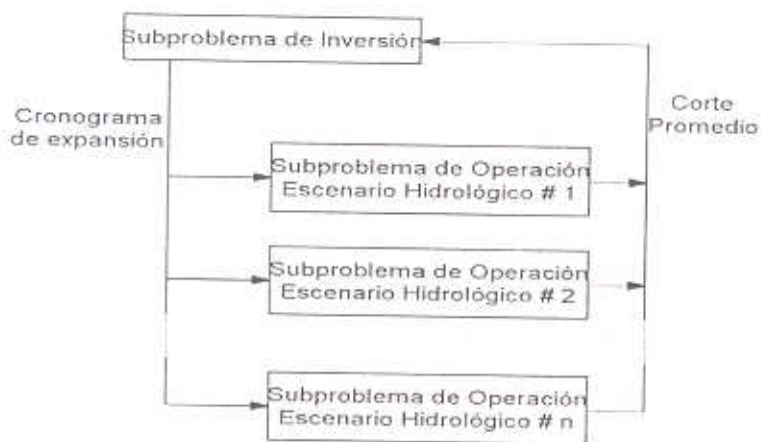 Subproblema de Inversión
Cronograma
de expansión
Corte
Promedio
Subproblema de Operación
Escenario Hidrológico # 1
Subproblema de Operación
Escenario Hidrológico # 2
Subproblema de Operación
Escenario Hidrológico # n